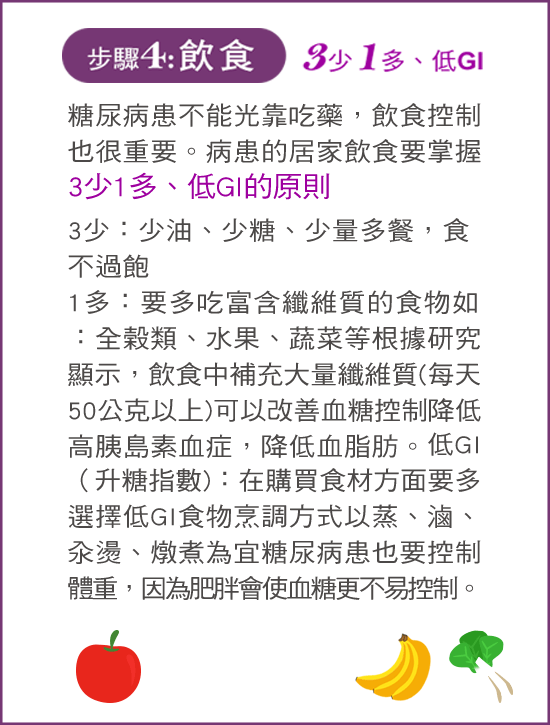 步驟4:飲食 3少1多、低GI
糖尿病患不能光靠吃藥，飲食控制
也很重要。病患的居家飲食要掌握
3少1多、低GI的原則
3少：少油、少糖、少量多餐，食
不過飽
1多：要多吃富含纖維質的食物如
：全穀類、水果、蔬菜等根據研究
顯示，飲食中補充大量纖維質(每天
50公克以上)可以改善血糖控制降低
高胰島素血症，降低血脂肪。低GI
（升糖指數)：在購買食材方面要多
選擇低GI食物烹調方式以蒸、滷、
汆燙、燉煮為宜糖尿病患也要控制
體重，因為肥胖會使血糖更不易控制。